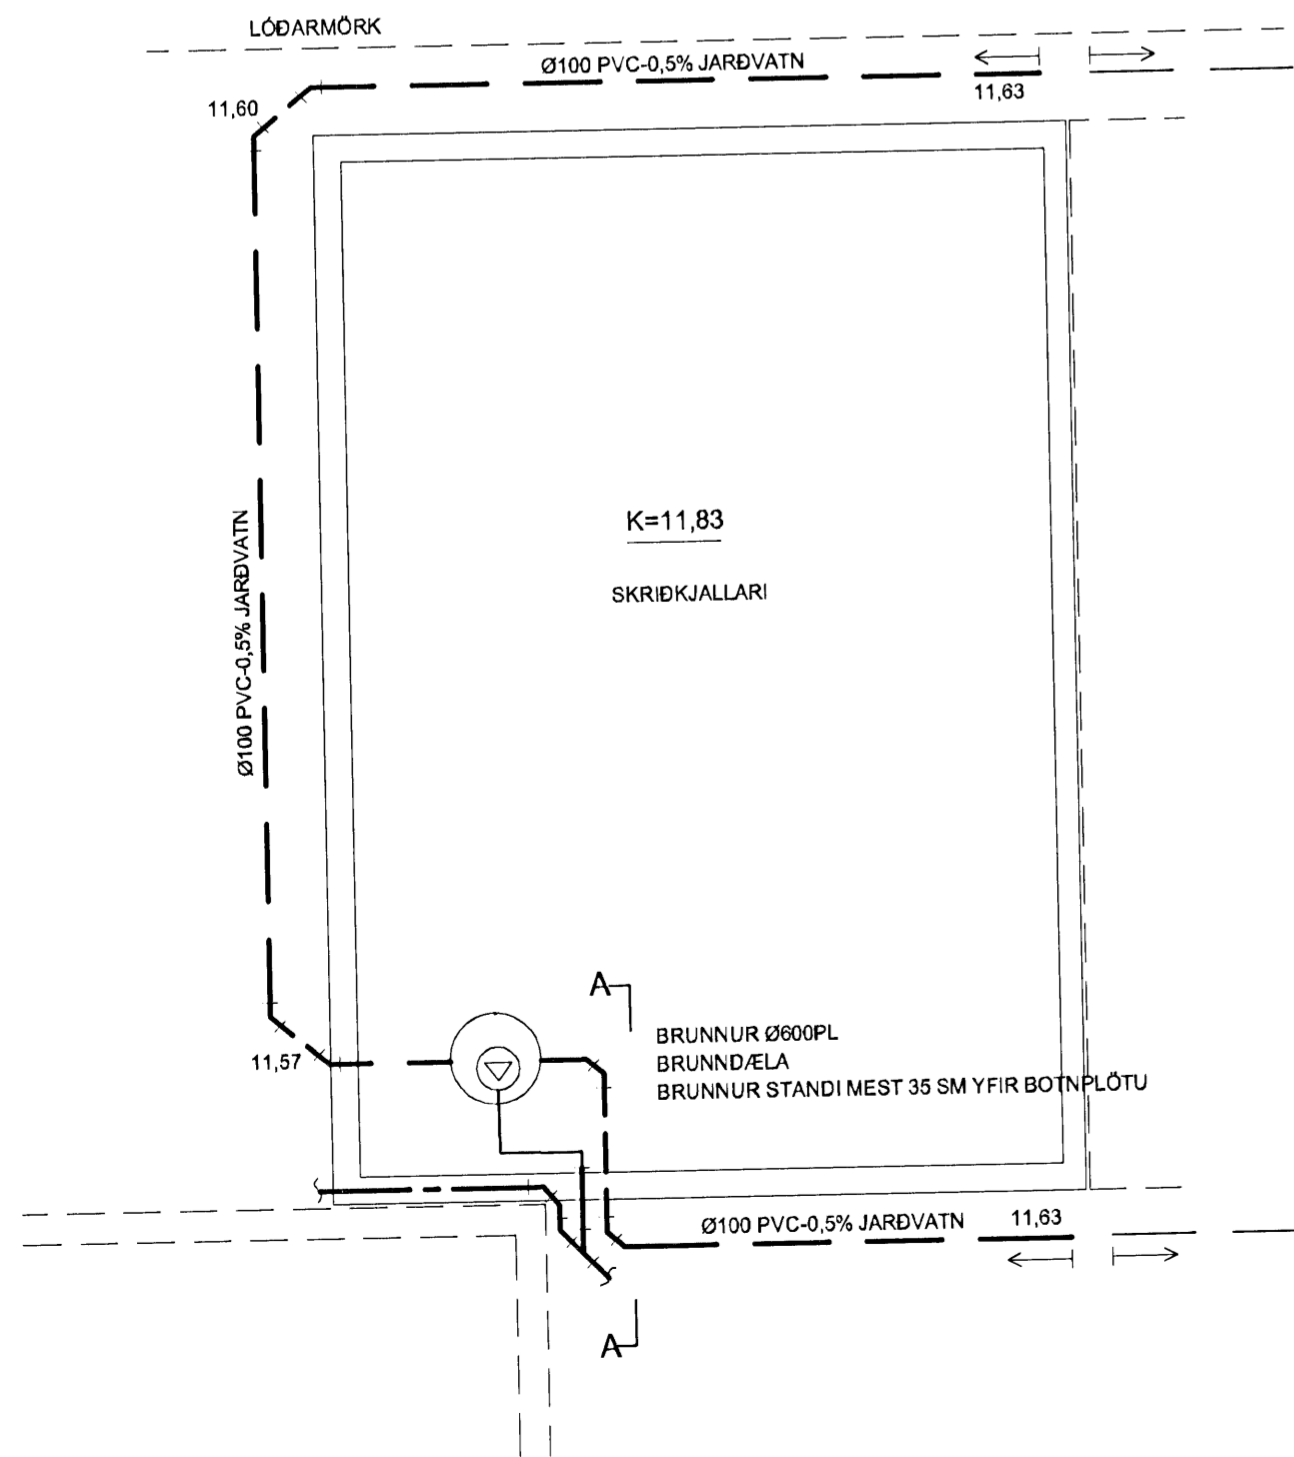 LÓÐARMÖRK
Ø100 PVC-0,5% JARÐVATN
11,60
11,63
K=11,83
SKRIÐKJALLARI
Ø100 PVC-0,5% JARÐVATN
A
BRUNNUR Ø600PL
BRUNNDÆLA
BRUNNUR STANDI MEST 35 SM YFIR BOTNPLÖTU
11,57
Ø100 PVC-0,5% JARÐVATN
11,63
A